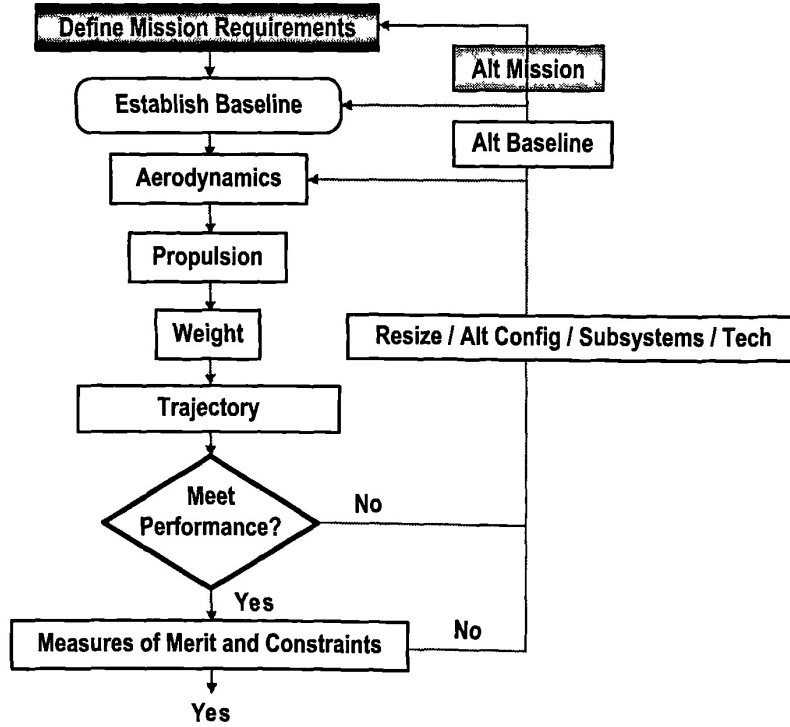 Define Mission Requirements
Alt Mission
Establish Baseline
Alt Baseline
Aerodynamics
Propulsion
Weight
Resize / Alt Config / Subsystems / Tech
Trajectory
Meet
Performance?
No
Yes
Measures of Merit and Constraints
No
Yes